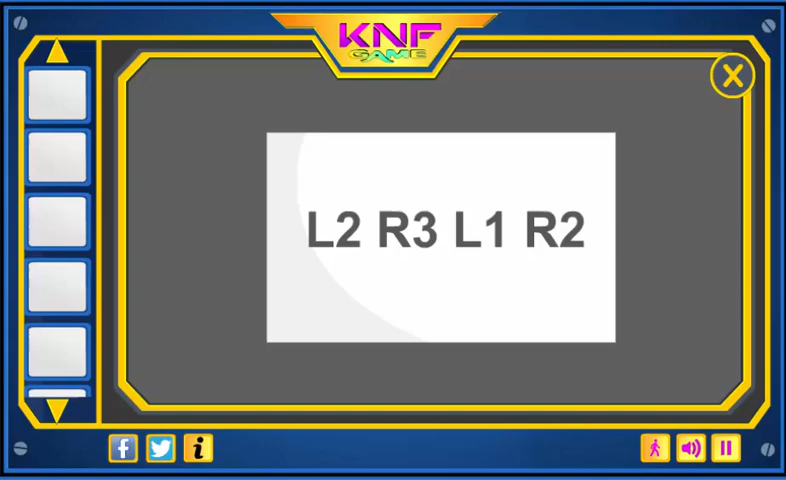 KNF
GAME
X
L2 R3 L1 R2
f
i